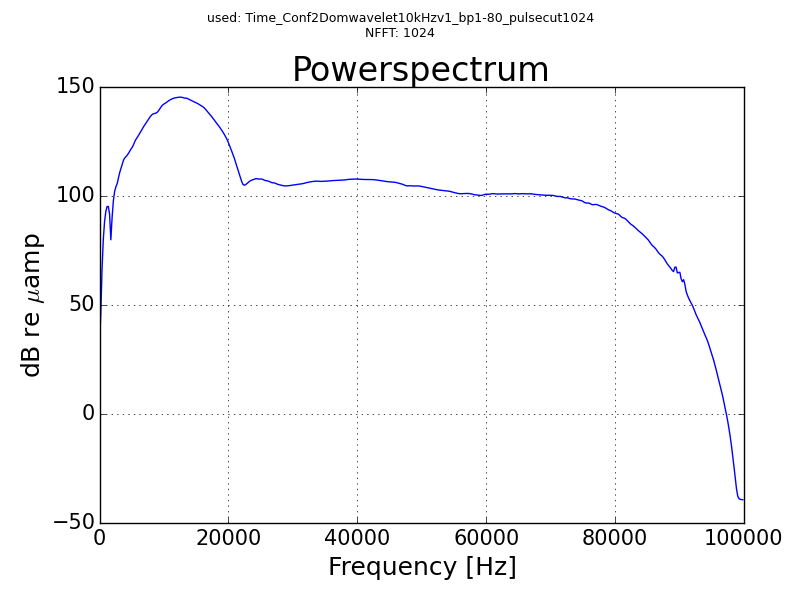 used: Time_Conf2Domwavelet10kHzv1_bp1-80_pulsecut1024
NFFT: 1024
Powerspectrum
150
100
50
0
−50
dB re μamp
0 20000 40000 60000 80000 100000
Frequency [Hz]